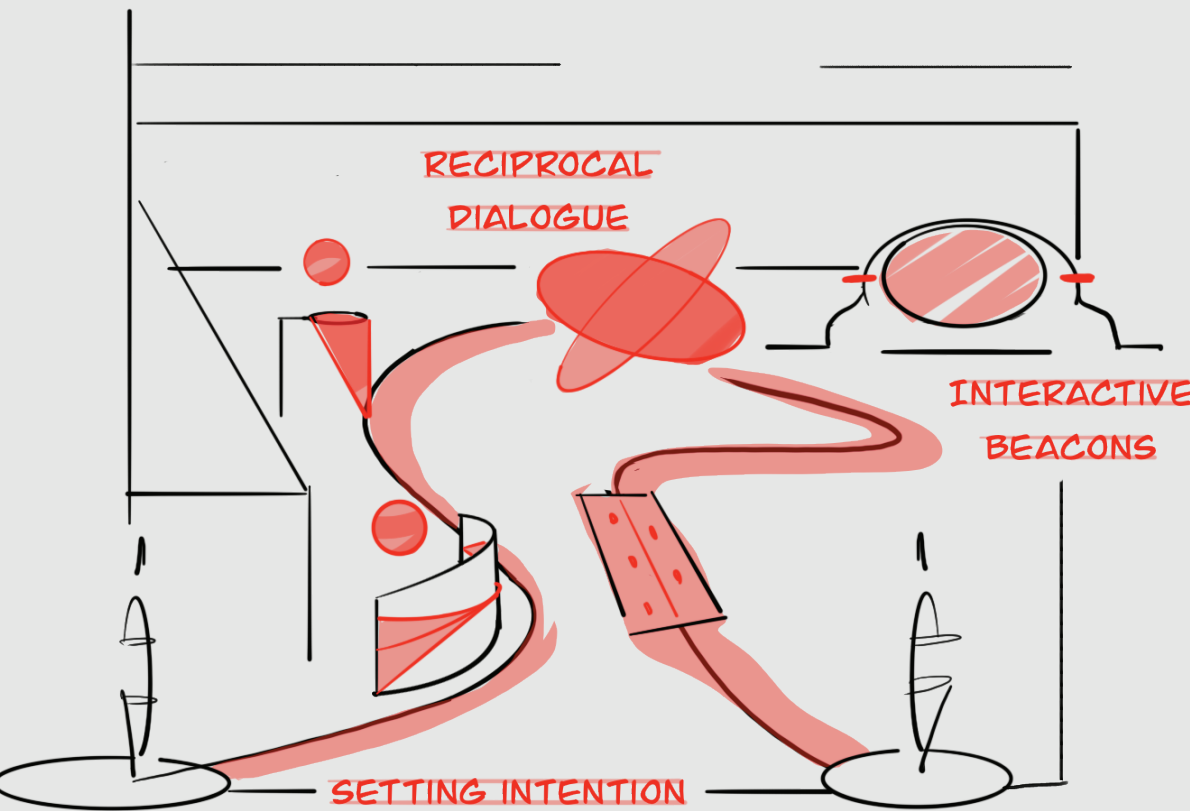 RECIPROCAL
DIALOGUE
INTERACTIVE
BEACONS
SETTING INTENTION